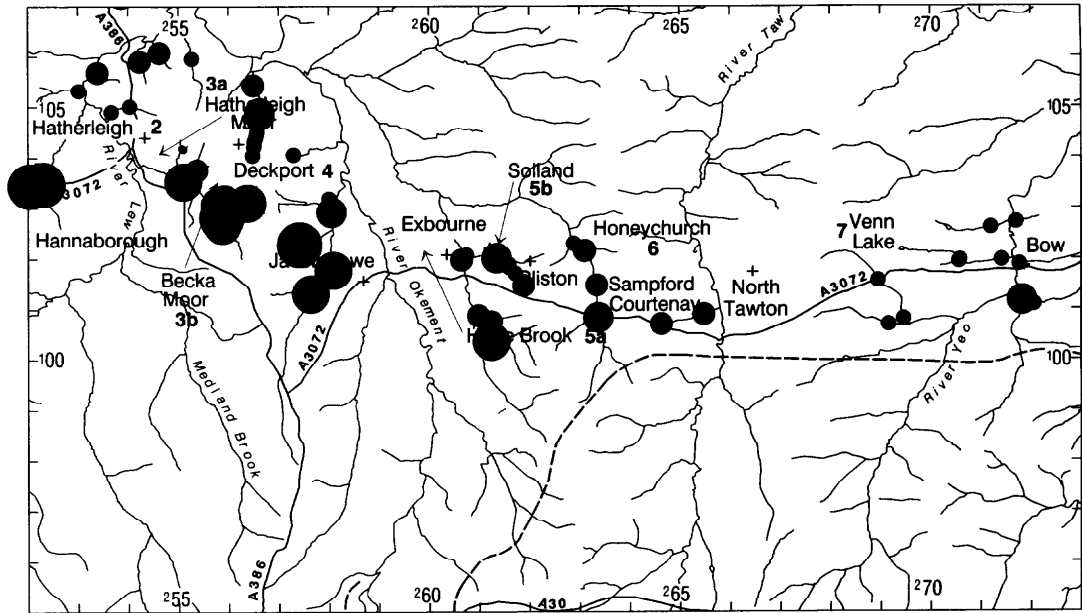 255
260
265
270
A386
River Taw
3a
105
105
Hatherleigh
Moor
Hatherleigh 2
A3072
River Lew
Deckport 4
Solland
5b
Exbourne
Honeychurch
6
7 Venn
Lake
Bow
Hannaborough
River Okement
Becka
Moor
3b
Sampford
Courtenay
North
Tawton
A3072
5a
A3072
100
100
River Yeo
Medland Brook
A386
255
260
A30
265
270